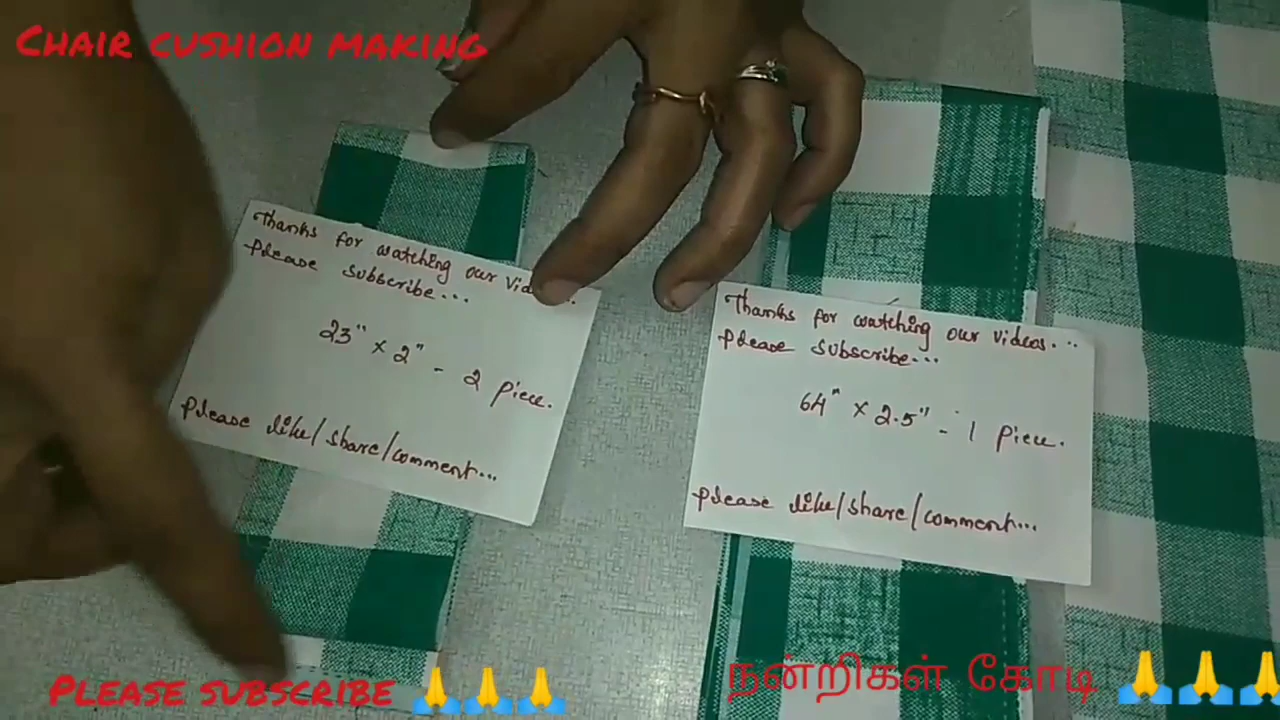 CHAIR CUSHION MAKING
Thanks for watching our
Please subscribe...
23" x 2" - 2 piece.
Please like/share/comment...
Thanks for watching our videos...
Please subscribe...
64" x 2.5" - 1 piece.
Please like/share/comment...
PLEASE SUBSCRIBE 🙏🙏🙏
நன்றிகள் கோடி 🙏🙏🙏